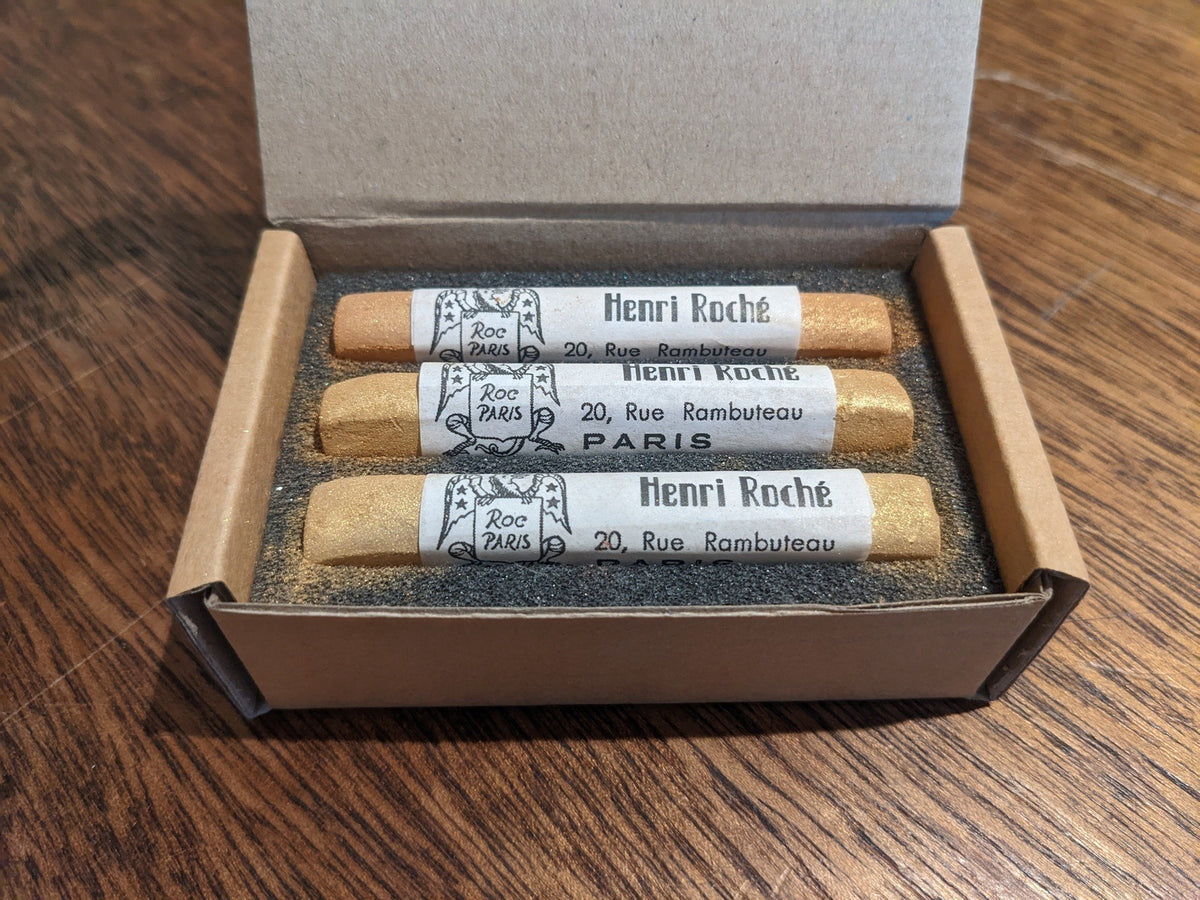 Roc
PARIS
Henri Roché
20, Rue Rambuteau
Roc
PARIS
Henri Roché
20, Rue Rambuteau
PARIS
Roc
PARIS
Henri Roché
20, Rue Rambuteau
PARIS